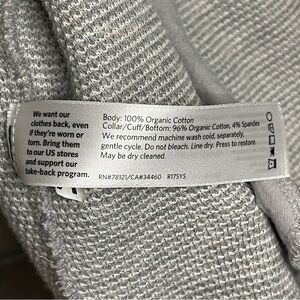 We want our
clothes back, even
if they're worn or
torn. Bring them
to our US stores
and support our
take-back program.
Body: 100% Organic Cotton
Collar/Cuff/Bottom: 96% Organic Cotton, 4% Spandex
We recommend machine wash cold, separately,
gentle cycle. Do not bleach. Line dry. Press to restore.
May be dry cleaned.
RN#78121/CA#34460 R175YS